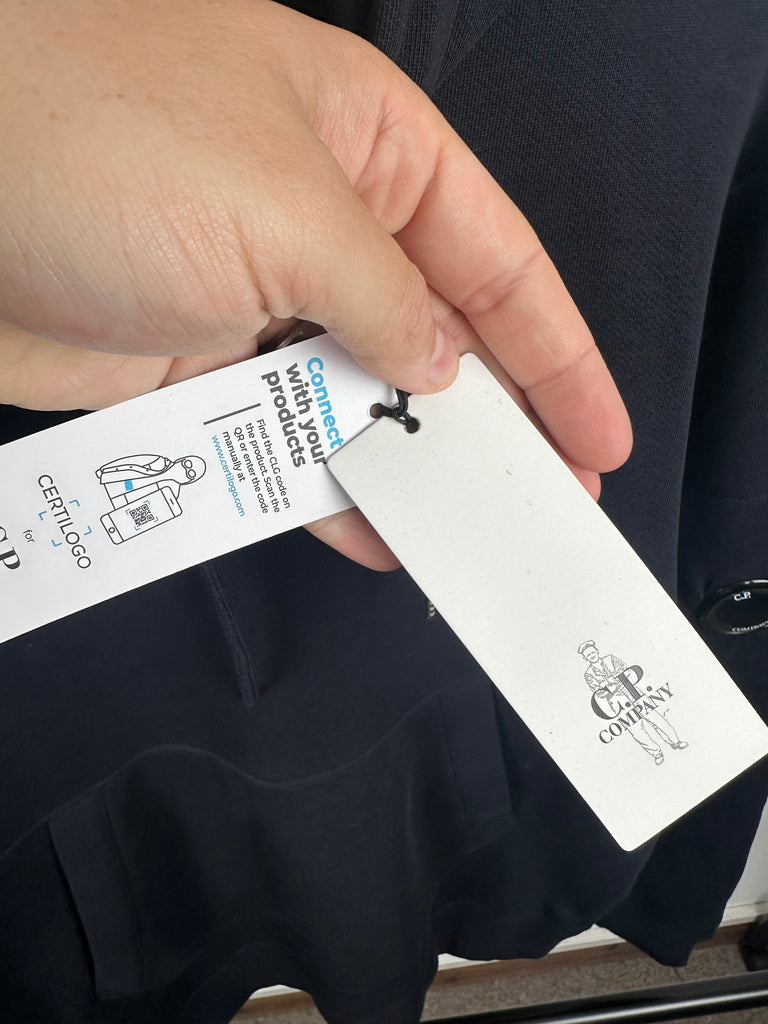 Connect
with your
products
Find the CLG code on
the product. Scan the
QR or enter the code
manually at
www.certilogo.com
CERTILOGO
for
C.P.
COMPANY
C.P.